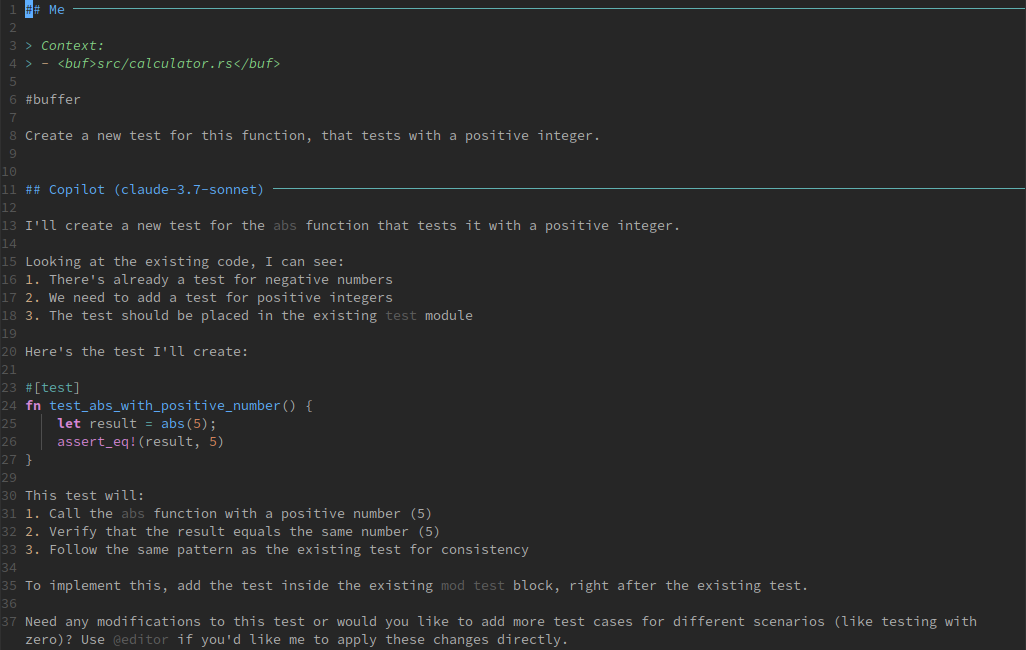 1 ## Me
2
3 > Context:
4 > - <buf>src/calculator.rs</buf>
5
6 #buffer
7
8 Create a new test for this function, that tests with a positive integer.
9
10
11 ## Copilot (claude-3.7-sonnet)
12
13 I'll create a new test for the abs function that tests it with a positive integer.
14
15 Looking at the existing code, I can see:
16 1. There's already a test for negative numbers
17 2. We need to add a test for positive integers
18 3. The test should be placed in the existing test module
19
20 Here's the test I'll create:
21
23 #[test]
24 fn test_abs_with_positive_number() {
25 let result = abs(5);
26 assert_eq!(result, 5)
27 }
29
30 This test will:
31 1. Call the abs function with a positive number (5)
32 2. Verify that the result equals the same number (5)
33 3. Follow the same pattern as the existing test for consistency
34
35 To implement this, add the test inside the existing mod test block, right after the existing test.
36
37 Need any modifications to this test or would you like to add more test cases for different scenarios (like testing with
zero)? Use @editor if you'd like me to apply these changes directly.